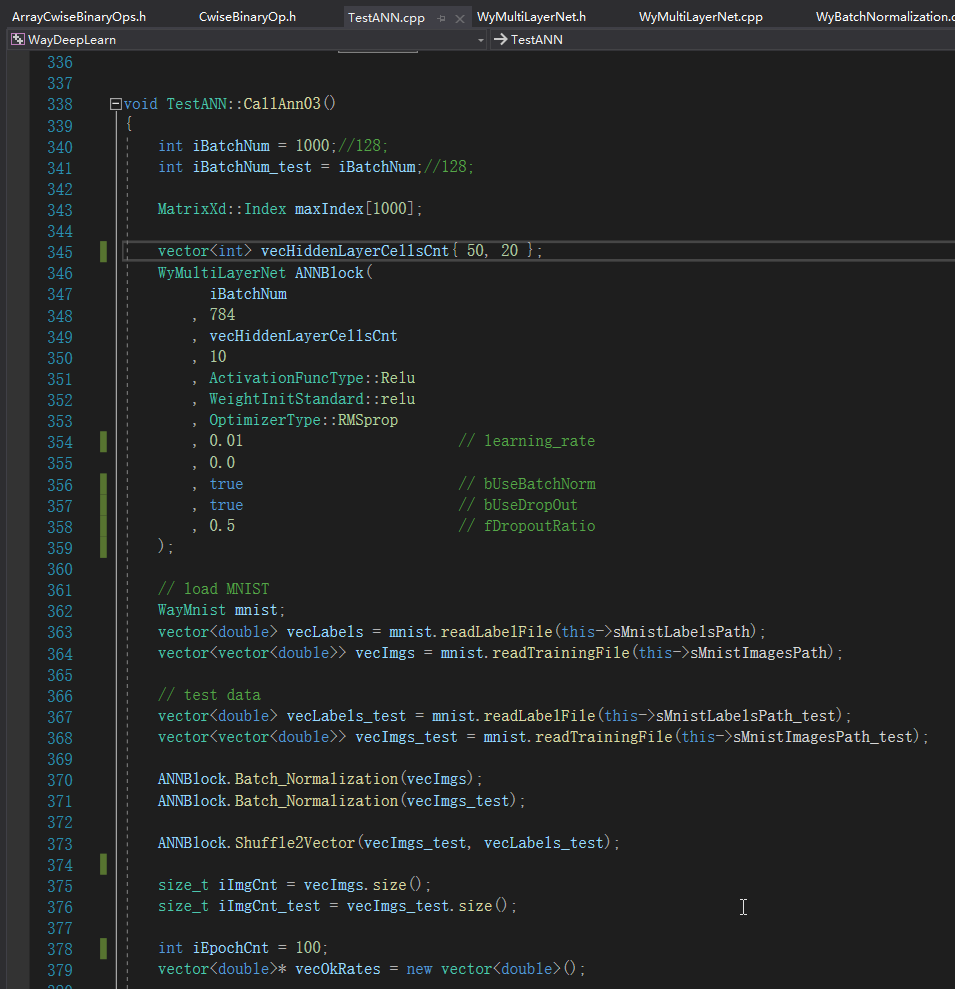 ArrayCwiseBinaryOps.h CwiseBinaryOp.h TestANN.cpp WyMultiLayerNet.h WyMultiLayerNet.cpp WyBatchNormalization.c
WayDeepLearn TestANN
336
337
338 void TestANN::CallAnn03()
339 {
340 int iBatchNum = 1000;//128;
341 int iBatchNum_test = iBatchNum;//128;
342
343 MatrixXd::Index maxIndex[1000];
344
345 vector<int> vecHiddenLayerCellsCnt{ 50, 20 };
346 WyMultiLayerNet ANNBlock(
347 iBatchNum
348 , 784
349 , vecHiddenLayerCellsCnt
350 , 10
351 , ActivationFuncType::Relu
352 , WeightInitStandard::relu
353 , OptimizerType::RMSprop
354 , 0.01 // learning_rate
355 , 0.0
356 , true // bUseBatchNorm
357 , true // bUseDropOut
358 , 0.5 // fDropoutRatio
359 );
360
361 // load MNIST
362 WayMnist mnist;
363 vector<double> vecLabels = mnist.readLabelFile(this->sMnistLabelsPath);
364 vector<vector<double>> vecImgs = mnist.readTrainingFile(this->sMnistImagesPath);
365
366 // test data
367 vector<double> vecLabels_test = mnist.readLabelFile(this->sMnistLabelsPath_test);
368 vector<vector<double>> vecImgs_test = mnist.readTrainingFile(this->sMnistImagesPath_test);
369
370 ANNBlock.Batch_Normalization(vecImgs);
371 ANNBlock.Batch_Normalization(vecImgs_test);
372
373 ANNBlock.Shuffle2Vector(vecImgs_test, vecLabels_test);
374
375 size_t iImgCnt = vecImgs.size();
376 size_t iImgCnt_test = vecImgs_test.size();
377
378 int iEpochCnt = 100;
379 vector<double>* vecOkRates = new vector<double>();